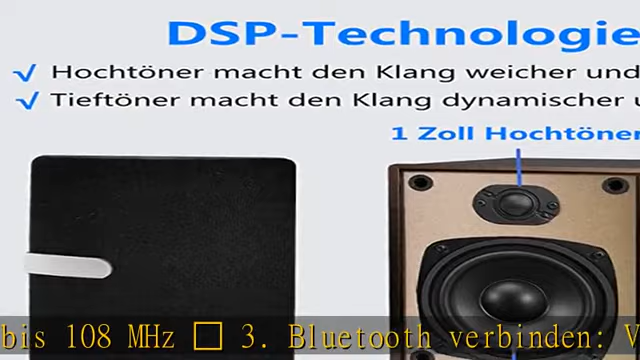 DSP-Technologie
√ Hochtöner macht den Klang weicher und
√ Tieftöner macht den Klang dynamischer
1 Zoll Hochtöner
bis 108 MHz □ 3. Bluetooth verbinden: V